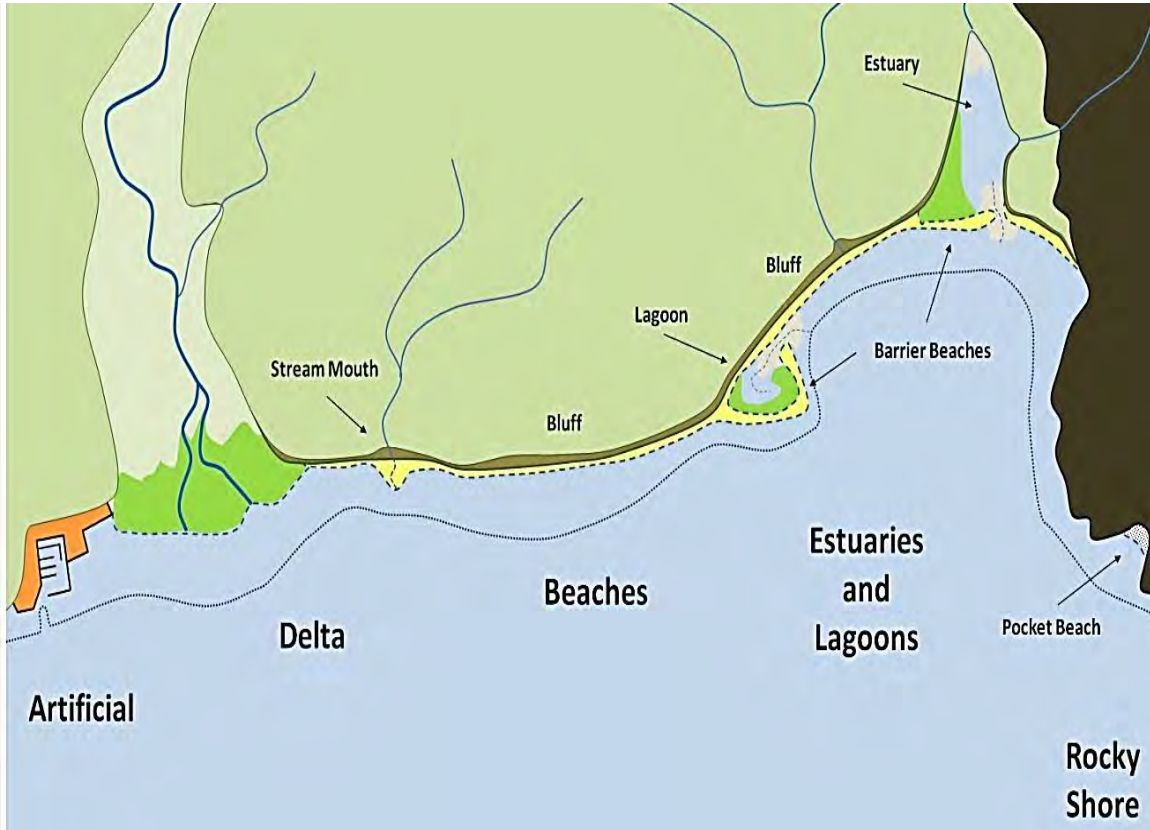 Estuary
Bluff
Lagoon
Barrier Beaches
Stream Mouth
Bluff
Estuaries
and
Lagoons
Beaches
Pocket Beach
Delta
Artificial
Rocky
Shore